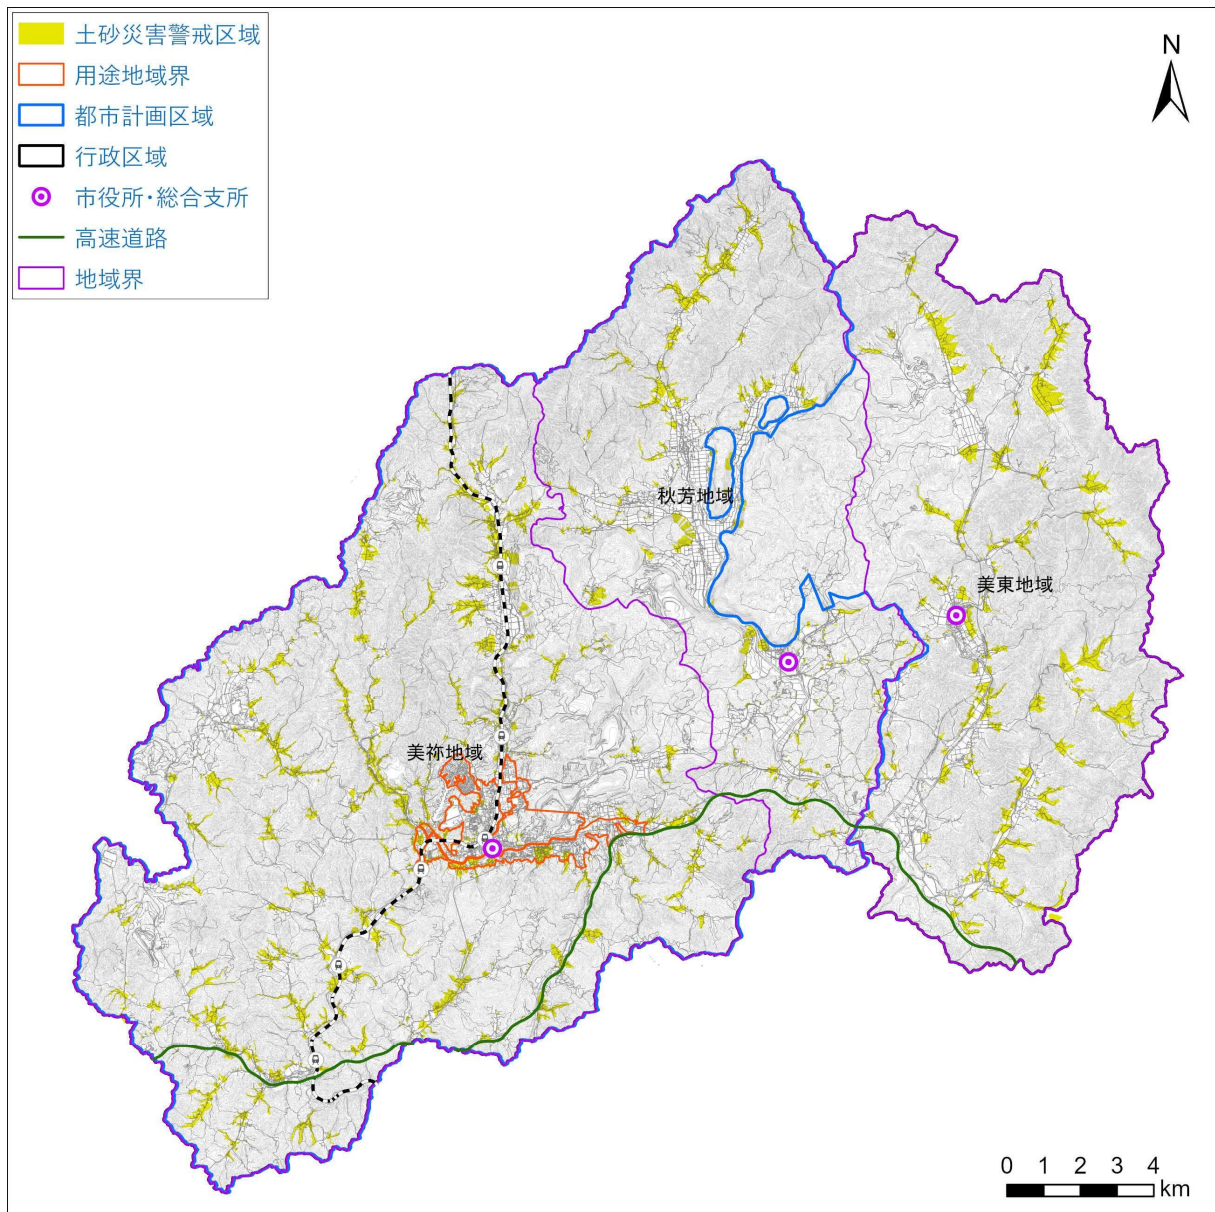 土砂災害警戒区域
用途地域界
都市計画区域
行政区域
市役所・総合支所
高速道路
地域界
N
秋芳地域
美東地域
美祢地域
0 1 2 3 4
km